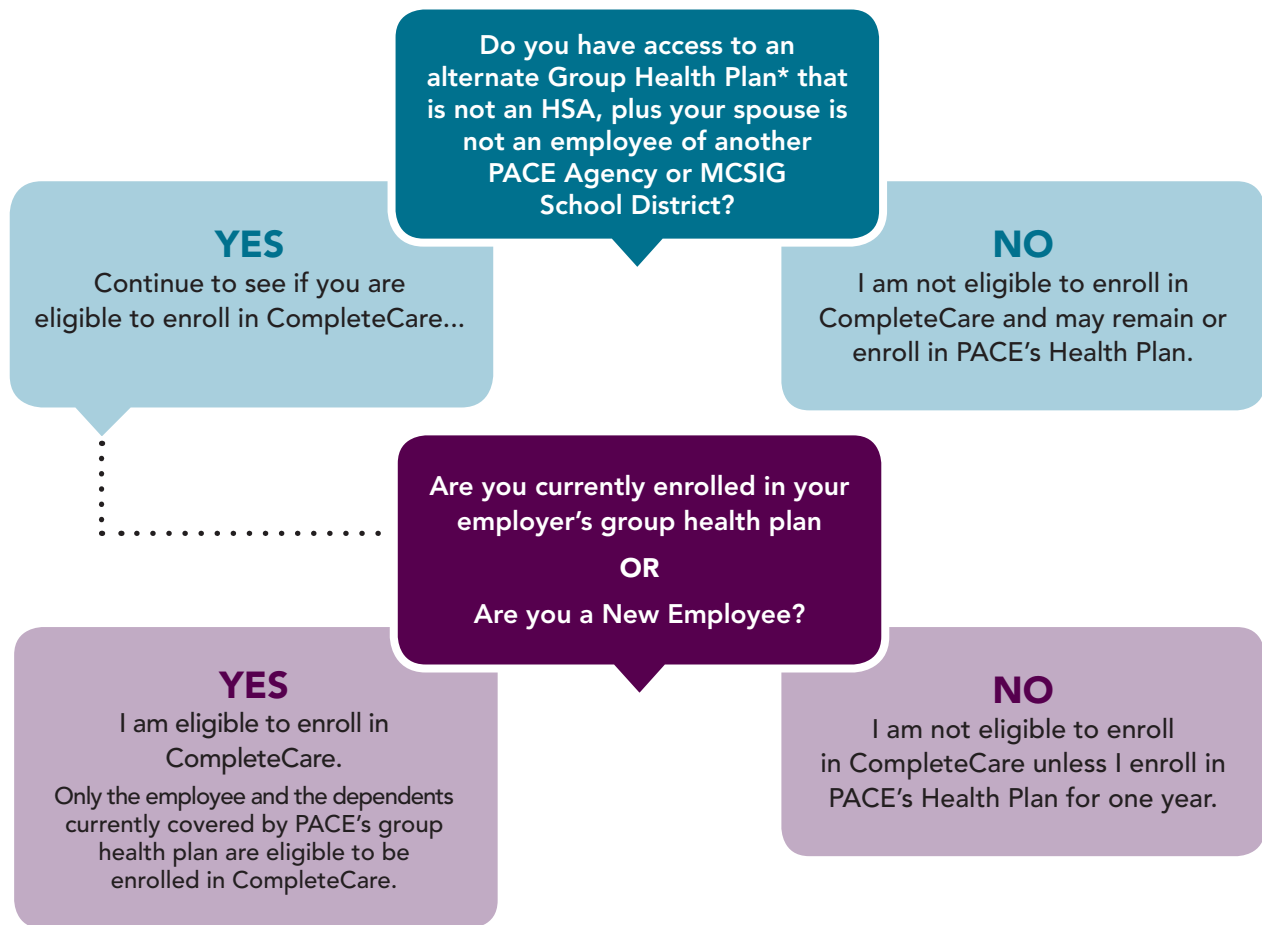 Do you have access to an
alternate Group Health Plan* that
is not an HSA, plus your spouse is
not an employee of another
PACE Agency or MCSIG
School District?
YES
Continue to see if you are
eligible to enroll in CompleteCare...
NO
I am not eligible to enroll in
CompleteCare and may remain or
enroll in PACE’s Health Plan.
Are you currently enrolled in your
employer’s group health plan
OR
Are you a New Employee?
YES
I am eligible to enroll in
CompleteCare.
Only the employee and the dependents
currently covered by PACE’s group
health plan are eligible to be
enrolled in CompleteCare.
NO
I am not eligible to enroll
in CompleteCare unless I enroll in
PACE’s Health Plan for one year.